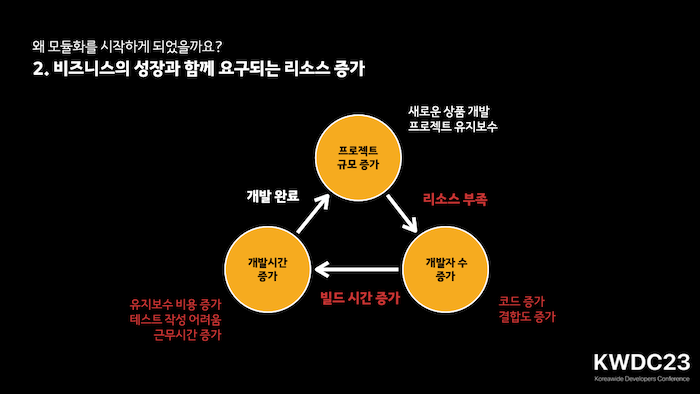 왜 모듈화를 시작하게 되었을까요?
2. 비즈니스의 성장과 함께 요구되는 리소스 증가
새로운 상품 개발
프로젝트 유지보수
프로젝트
규모 증가
개발 완료
리소스 부족
개발시간
증가
개발자 수
증가
빌드 시간 증가
유지보수 비용 증가
테스트 작성 어려움
근무시간 증가
코드 증가
결합도 증가
KWDC23
Koreawide Developers Conference